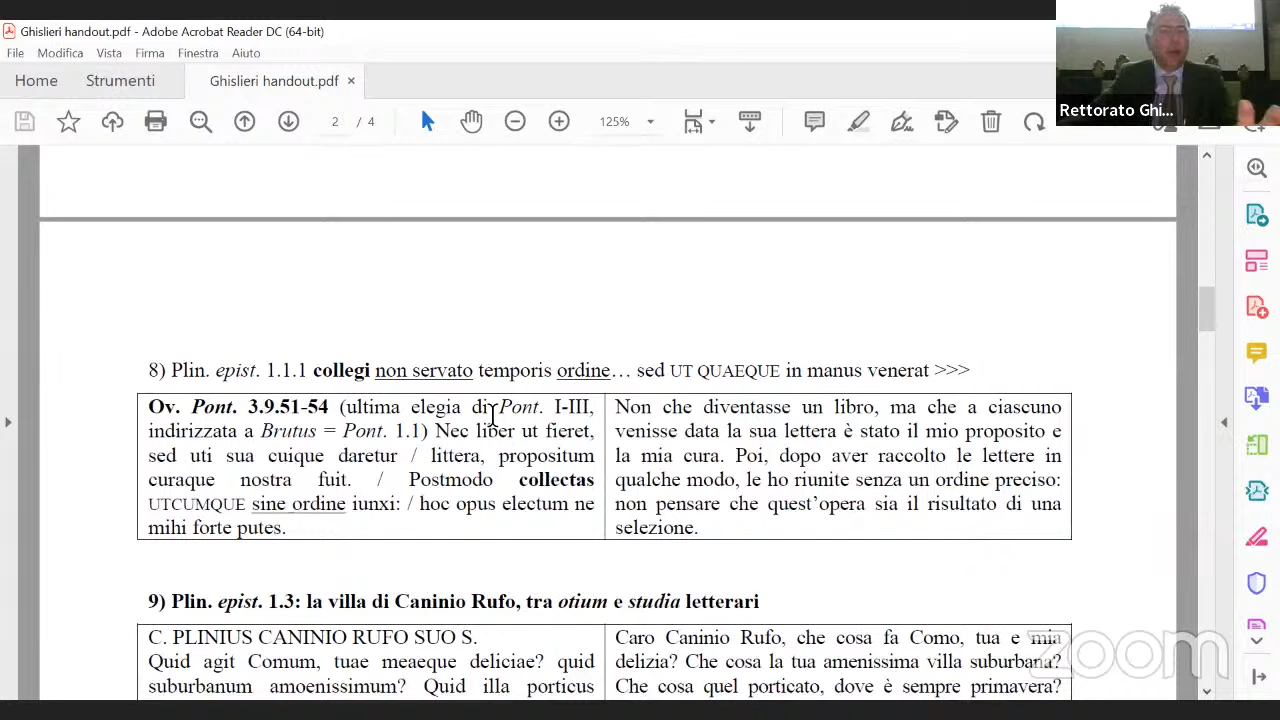 Ghislieri handout.pdf - Adobe Acrobat Reader DC (64-bit)
File Modifica Vista Firma Finestra Aiuto
Home Strumenti Ghislieri handout.pdf ×
2 / 4 125%
Rettorato Ghi...
8) Plin. epist. 1.1.1 collegi non servato temporis ordine… sed UT QUAEQUE in manus venerat >>>
Ov. Pont. 3.9.51-54 (ultima elegia di Pont. I-III,
indirizzata a Brutus = Pont. 1.1) Nec liber ut fieret,
sed uti sua cuique daretur / littera, propositum
curaque nostra fuit. / Postmodo collectas
UTCUMQUE sine ordine iunxi: / hoc opus electum ne
mihi forte putes.
Non che diventasse un libro, ma che a ciascuno
venisse data la sua lettera è stato il mio proposito e
la mia cura. Poi, dopo aver raccolto le lettere in
qualche modo, le ho riunite senza un ordine preciso:
non pensare che quest’opera sia il risultato di una
selezione.
9) Plin. epist. 1.3: la villa di Caninio Rufo, tra otium e studia letterari
C. PLINIUS CANINIO RUFO SUO S.
Quid agit Comum, tuae meaeque deliciae? quid
suburbanum amoenissimum? Quid illa porticus
Caro Caninio Rufo, che cosa fa Como, tua e mia
delizia? Che cosa la tua amenissima villa suburbana?
Che cosa quel porticato, dove è sempre primavera?
zoom